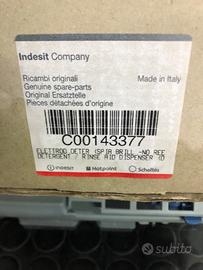 Indesit Company
Ricambi originali
Made in Italy
Genuine spare-parts
Original Ersatzteile
Pièces détachées d'origine
C00143377
ELETTROD DETER (SPIA BRILL -NO REE
DETERGENT / RINSE AID DISPENSER (D
INDESIT
Hotpoint
Scholtès
subito